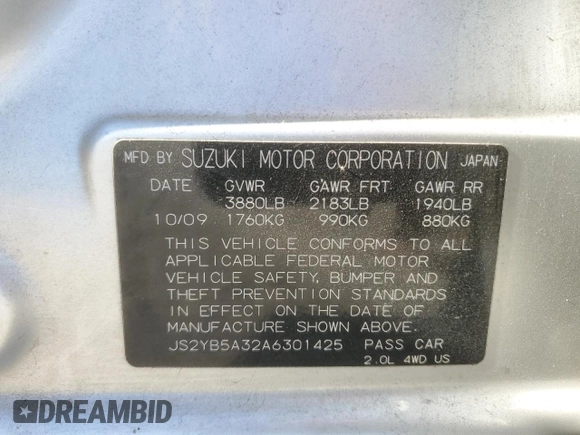 MFD BY SUZUKI MOTOR CORPORATION JAPAN
DATE GVWR GAWR FRT GAWR RR
3880LB 2183LB 1940LB
10/09 1760KG 990KG 880KG
THIS VEHICLE CONFORMS TO ALL
APPLICABLE FEDERAL MOTOR
VEHICLE SAFETY, BUMPER AND
THEFT PREVENTION STANDARDS
IN EFFECT ON THE DATE OF
MANUFACTURE SHOWN ABOVE.
JS2YB5A32A6301425 PASS CAR
2.0L 4WD US
DREAMBID